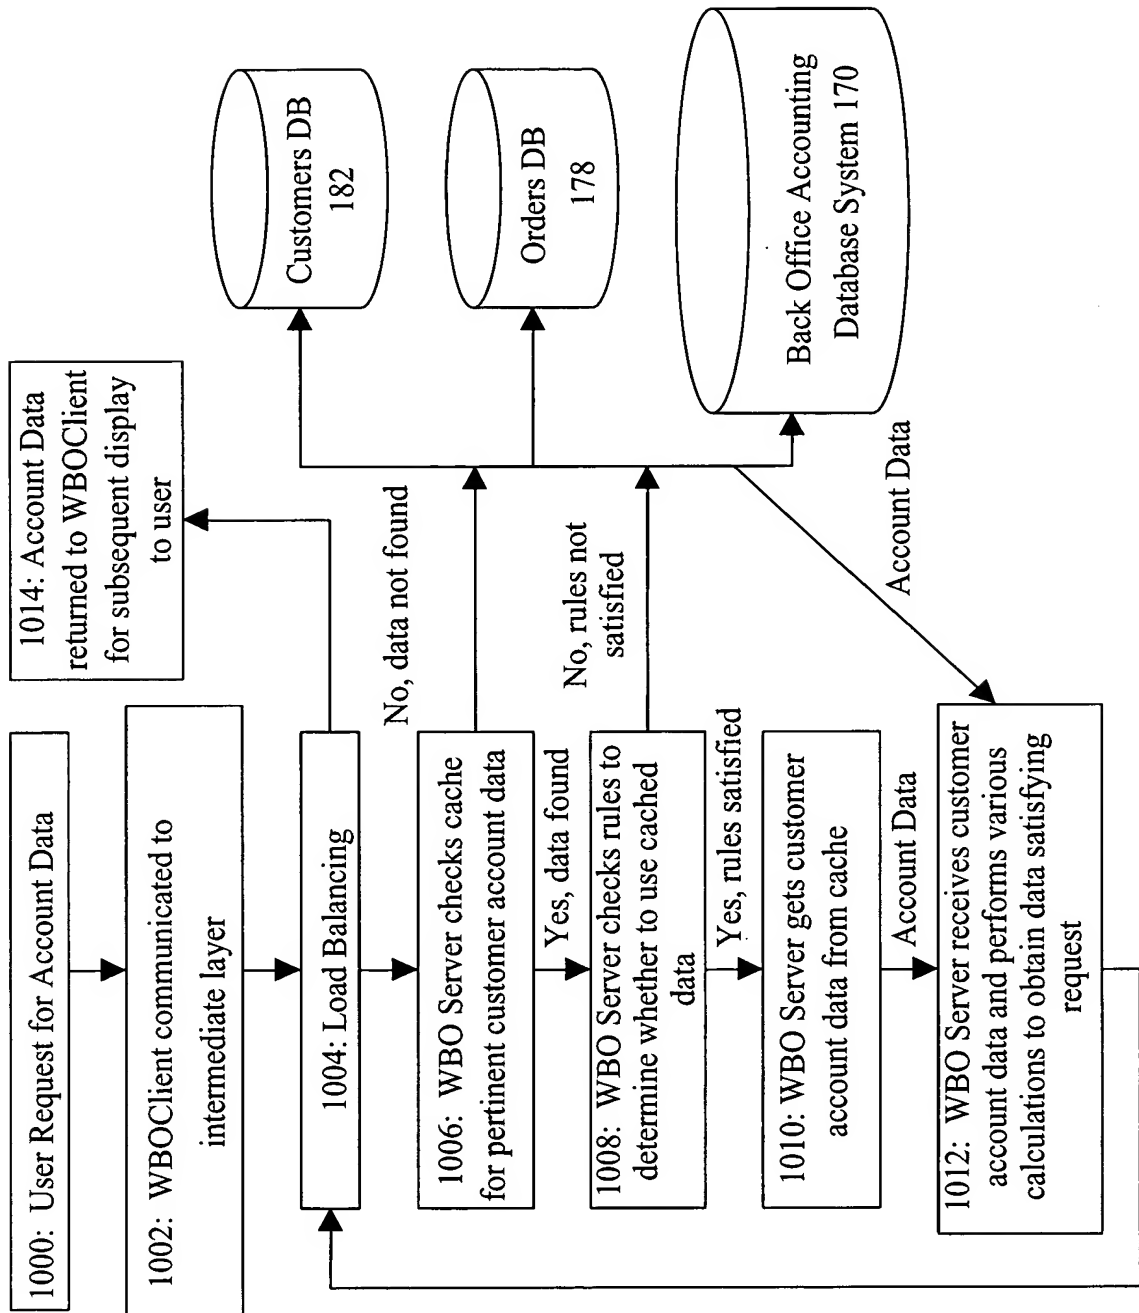 1000: User Request for Account Data
1002: WBOClient communicated to
intermediate layer
1004: Load Balancing
1014: Account Data
returned to WBOClient
for subsequent display
to user
1006: WBO Server checks cache
for pertinent customer account data
No, data not found
Yes, data found
1008: WBO Server checks rules to
determine whether to use cached
data
No, rules not
satisfied
Yes, rules satisfied
1010: WBO Server gets customer
account data from cache
Account Data
1012: WBO Server receives customer
account data and performs various
calculations to obtain data satisfying
request
Account Data
Customers DB
182
Orders DB
178
Back Office Accounting
Database System 170